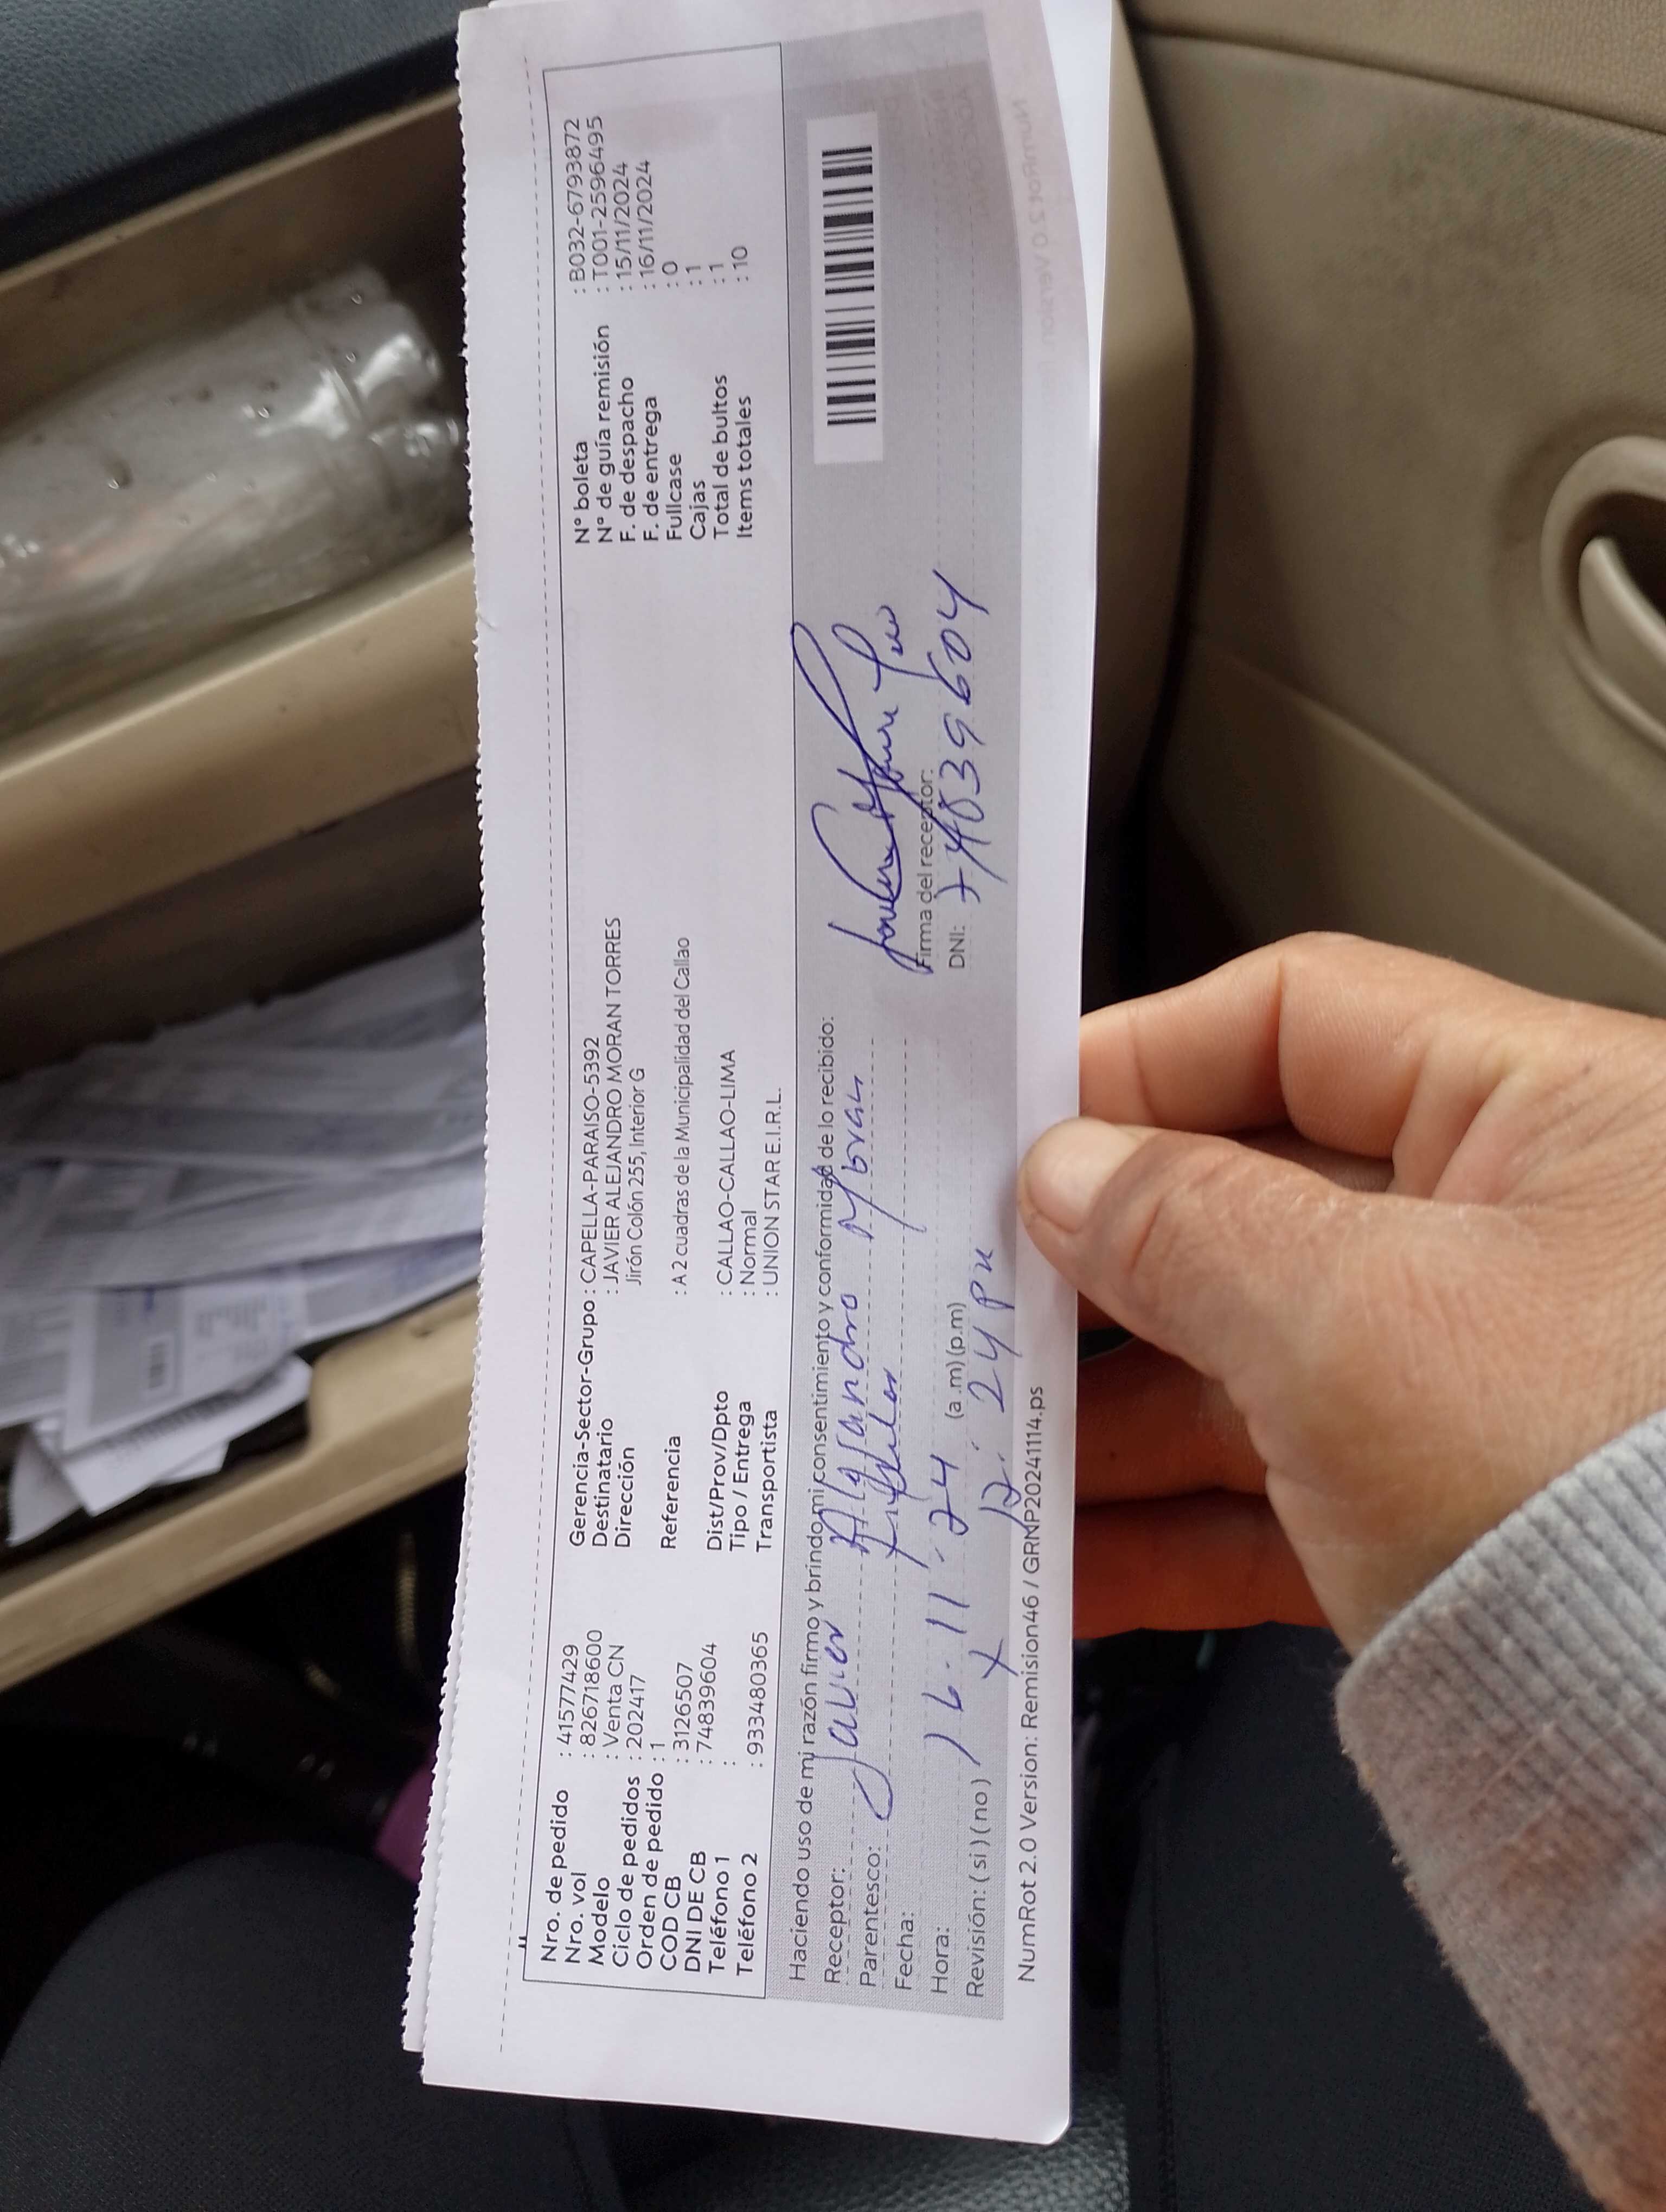 Nro. de pedido : 41577429
Nro. vol : 826718600
Modelo : Venta CN
Ciclo de pedidos : 202417
Orden de pedido : 1
COD CB : 3126507
DNI DE CB : 74839604
Teléfono 1 :
Teléfono 2 : 933480365
Gerencia-Sector-Grupo : CAPELLA-PARAISO-5392
Destinatario : JAVIER ALEJANDRO MORAN TORRES
Dirección Jirón Colón 255, Interior G
Referencia : A 2 cuadras de la Municipalidad del Callao
Dist/Prov/Dpto : CALLAO-CALLAO-LIMA
Tipo / Entrega : Normal
Transportista : UNION STAR E.I.R.L.
N° boleta : B032-6793872
N° de guía remisión : T001-2596495
F. de despacho : 15/11/2024
F. de entrega : 16/11/2024
Fullcase : 0
Cajas : 1
Total de bultos : 1
Items totales : 10
Haciendo uso de mi razón firmo y brindo mi consentimiento y conformidad de lo recibido:
Receptor: Javier Alejandro Moran
Parentesco: Titular
Fecha: 16.11.24
Hora: (a.m) (p.m) 12:24 pm
Revisión: (si) (no) X
Firma del receptor:
DNI: 74839604
NumRot 2.0 Version: Remision46 / GRNP20241114.ps